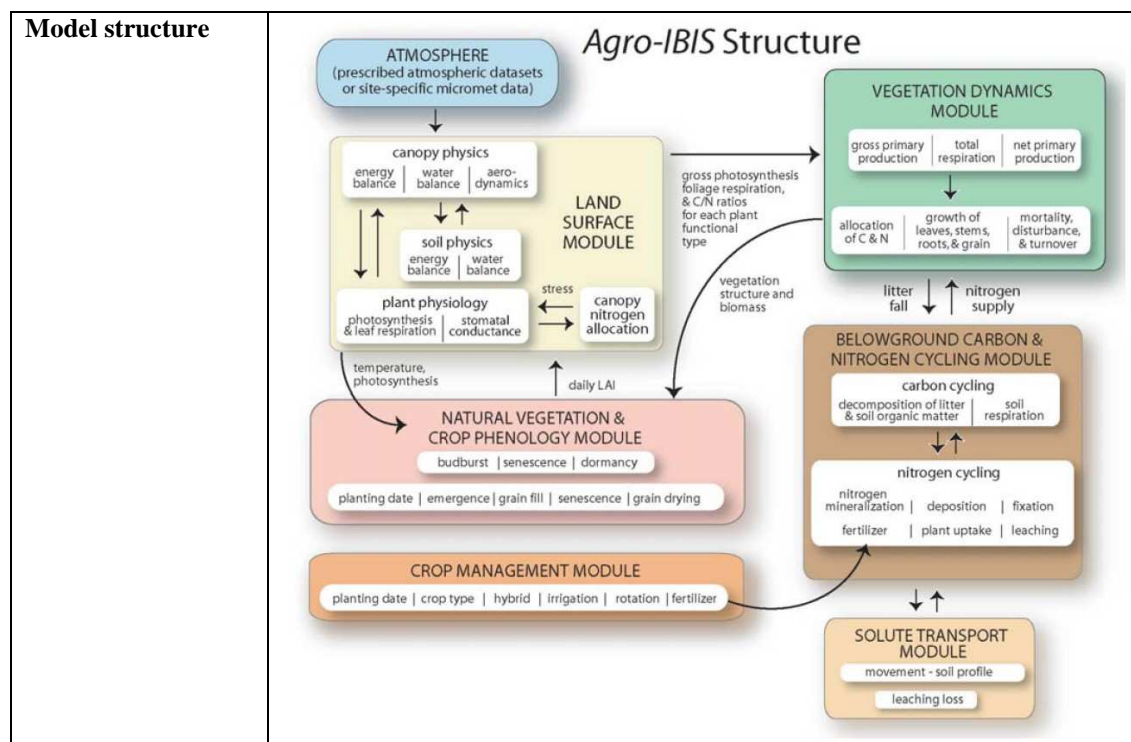 Model structure
Agro-IBIS Structure
ATMOSPHERE
(prescribed atmospheric datasets
or site-specific micromet data)
canopy physics
energy balance | water balance | aero-dynamics
LAND
SURFACE
MODULE
soil physics
energy balance | water balance
plant physiology
photosynthesis & leaf respiration | stomatal conductance
stress
canopy
nitrogen
allocation
gross photosynthesis
foliage respiration,
& C/N ratios
for each plant
functional
type
VEGETATION DYNAMICS
MODULE
gross primary production | total respiration | net primary production
allocation of C & N | growth of leaves, stems, roots, & grain | mortality, disturbance, & turnover
vegetation
structure and
biomass
litter
fall
nitrogen
supply
temperature,
photosynthesis
daily LAI
NATURAL VEGETATION &
CROP PHENOLOGY MODULE
budburst | senescence | dormancy
planting date | emergence | grain fill | senescence | grain drying
BELOWGROUND CARBON &
NITROGEN CYCLING MODULE
carbon cycling
decomposition of litter & soil organic matter | soil respiration
nitrogen cycling
nitrogen mineralization | deposition | fixation
fertilizer | plant uptake | leaching
CROP MANAGEMENT MODULE
planting date | crop type | hybrid | irrigation | rotation | fertilizer
SOLUTE TRANSPORT
MODULE
movement - soil profile
leaching loss